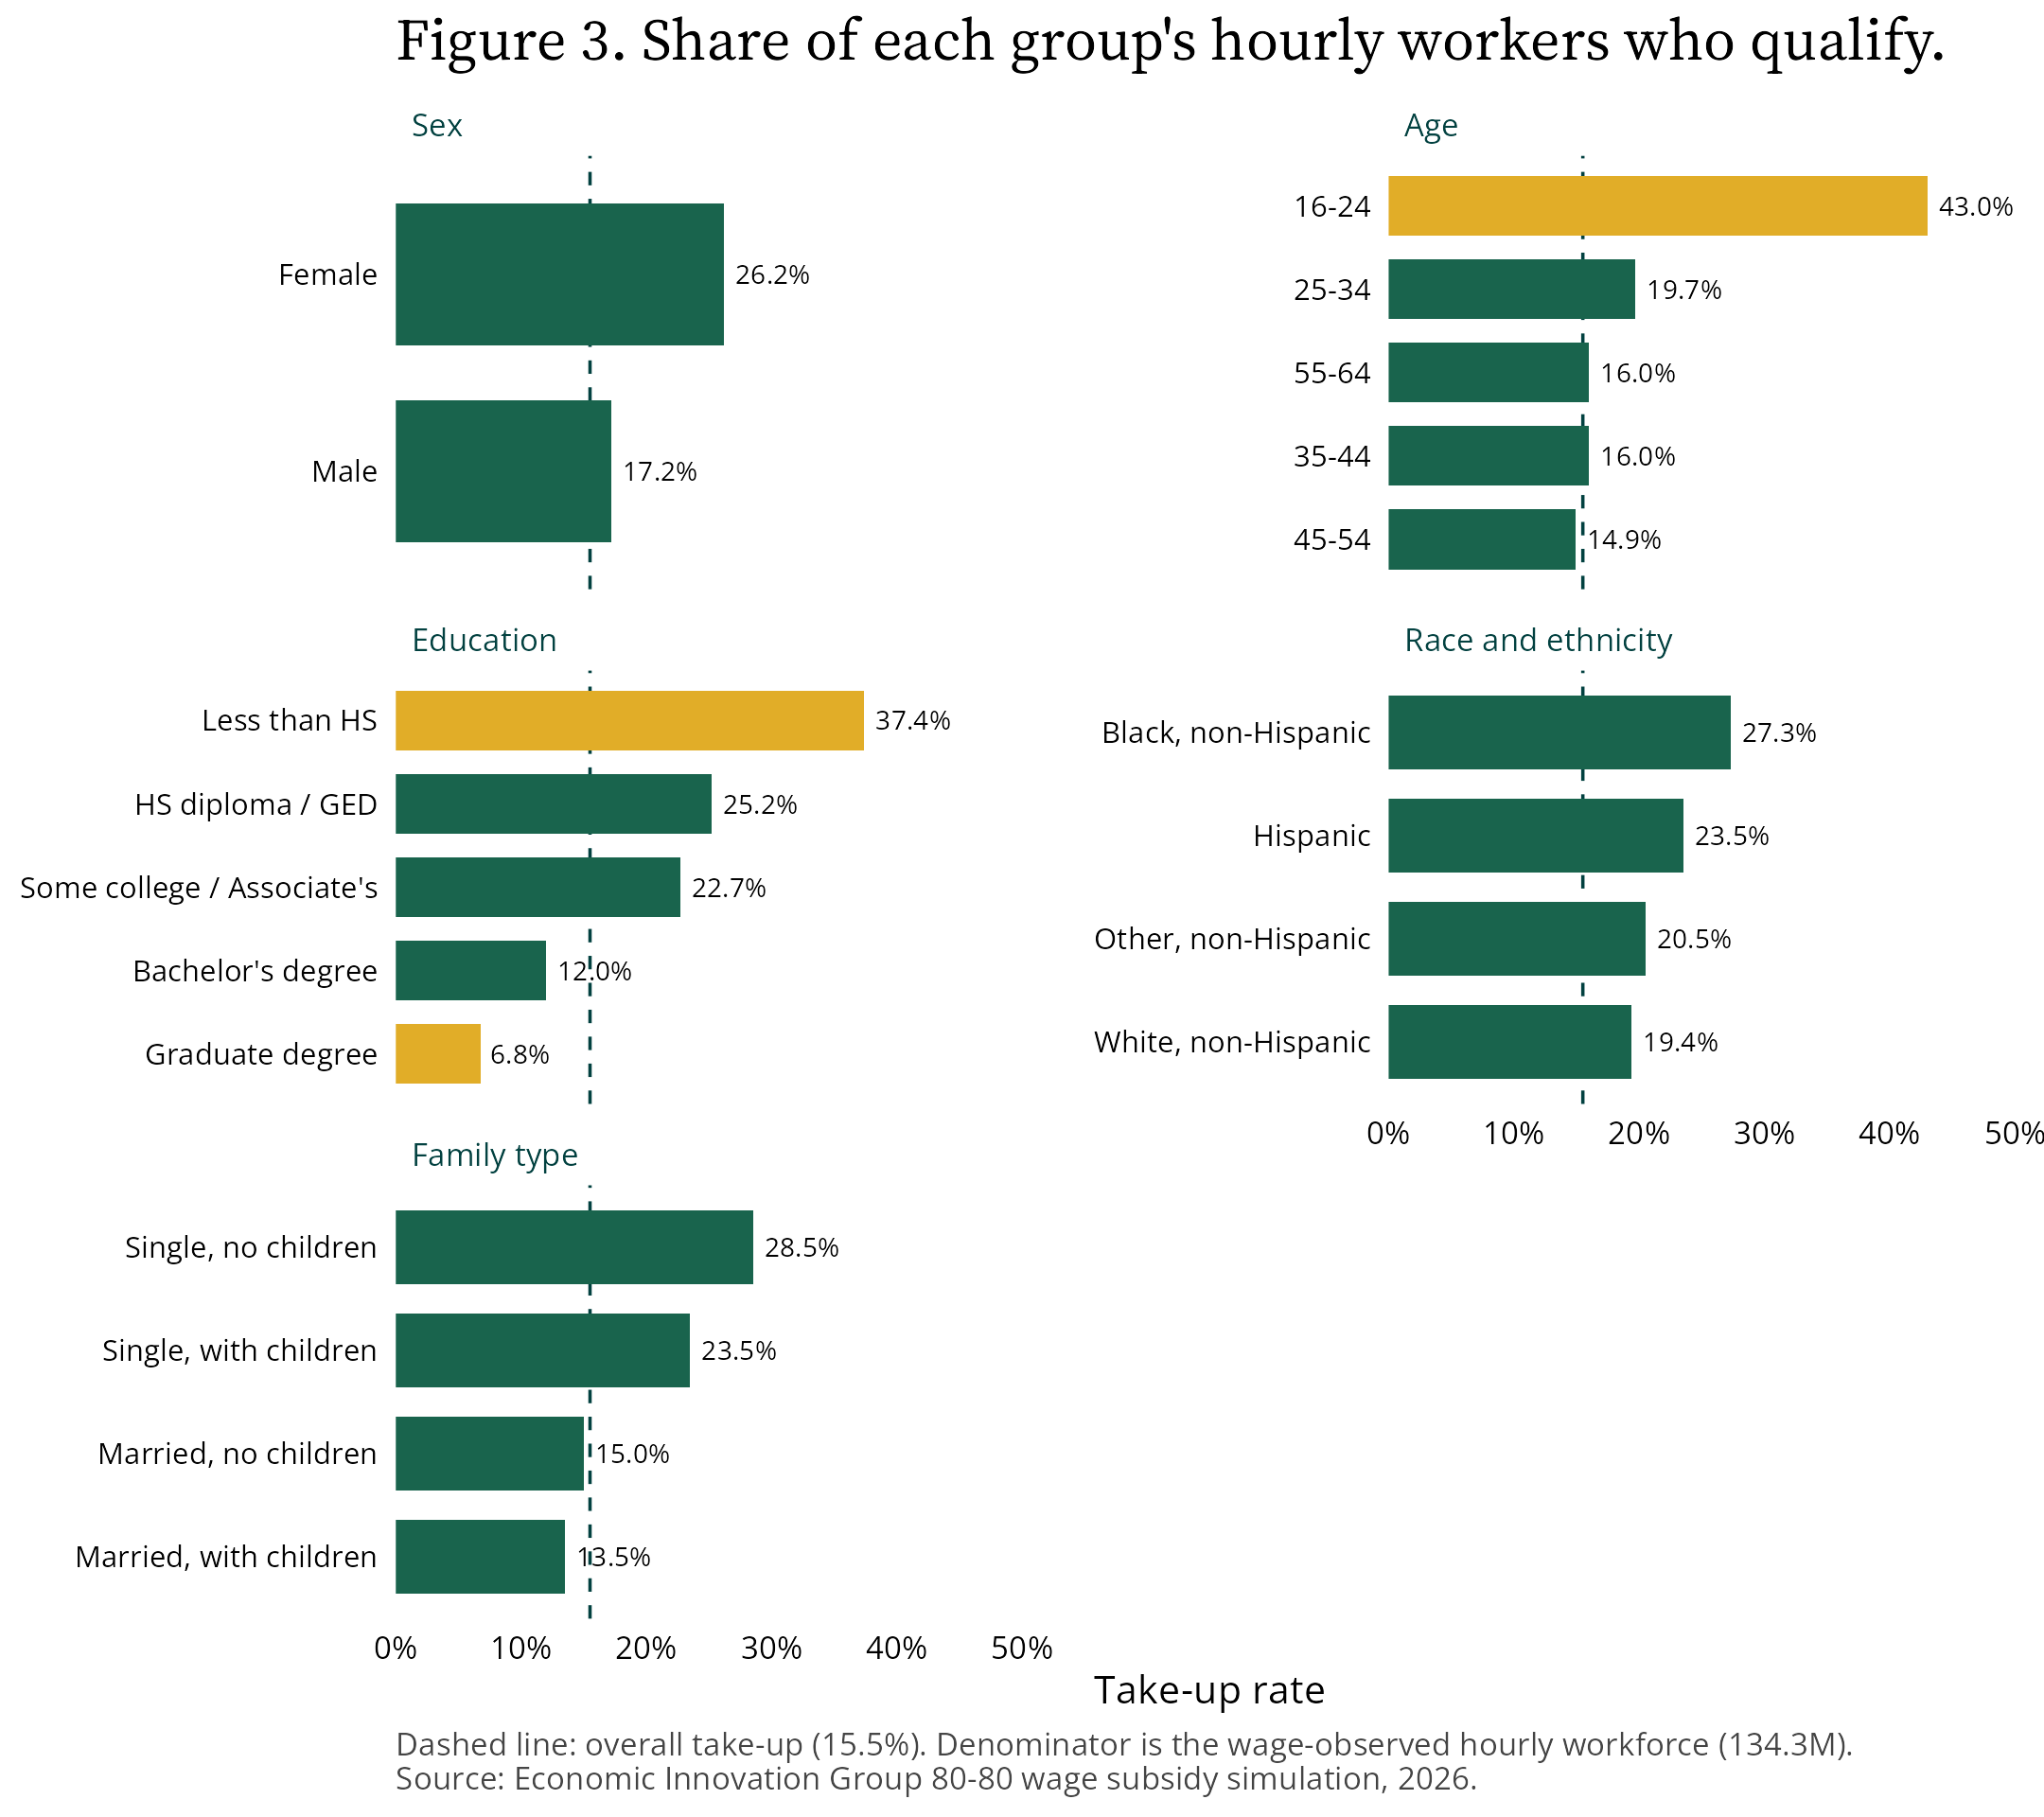 Figure 3. Share of each group's hourly workers who qualify.
Sex
Female
26.2%
Male
17.2%
Age
16-24
43.0%
25-34
19.7%
55-64
16.0%
35-44
16.0%
45-54
14.9%
Education
Less than HS
37.4%
HS diploma / GED
25.2%
Some college / Associate's
22.7%
Bachelor's degree
12.0%
Graduate degree
6.8%
Race and ethnicity
Black, non-Hispanic
27.3%
Hispanic
23.5%
Other, non-Hispanic
20.5%
White, non-Hispanic
19.4%
0% 10% 20% 30% 40% 50%
Family type
Single, no children
28.5%
Single, with children
23.5%
Married, no children
15.0%
Married, with children
13.5%
0% 10% 20% 30% 40% 50%
Take-up rate
Dashed line: overall take-up (15.5%). Denominator is the wage-observed hourly workforce (134.3M).
Source: Economic Innovation Group 80-80 wage subsidy simulation, 2026.